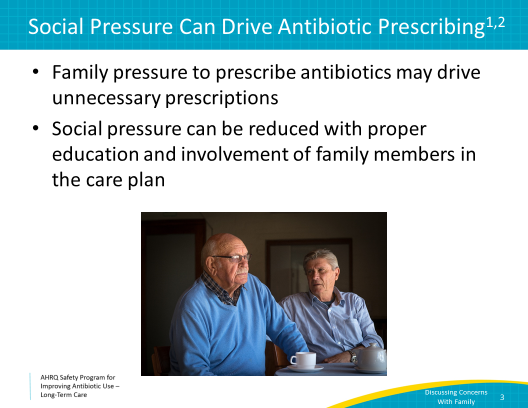 Social Pressure Can Drive Antibiotic Prescribing1,2
• Family pressure to prescribe antibiotics may drive
unnecessary prescriptions
• Social pressure can be reduced with proper
education and involvement of family members in
the care plan
AHRQ Safety Program for
Improving Antibiotic Use –
Long-Term Care
Discussing Concerns
With Family
3